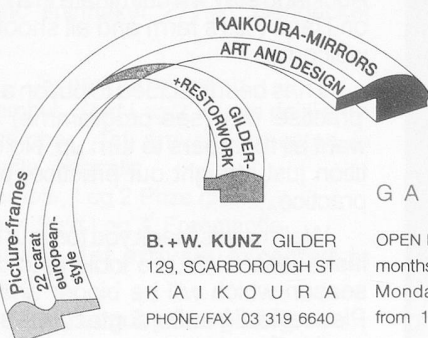 KAIKOURA-MIRRORS
ART AND DESIGN
GILDER-
+RESTORWORK
Picture-frames
22 carat
european-
style
B.+W. KUNZ GILDER
129, SCARBOROUGH ST
KAIKOURA
PHONE/FAX 03 319 6640
G A
OPEN
months
Monda
from 1